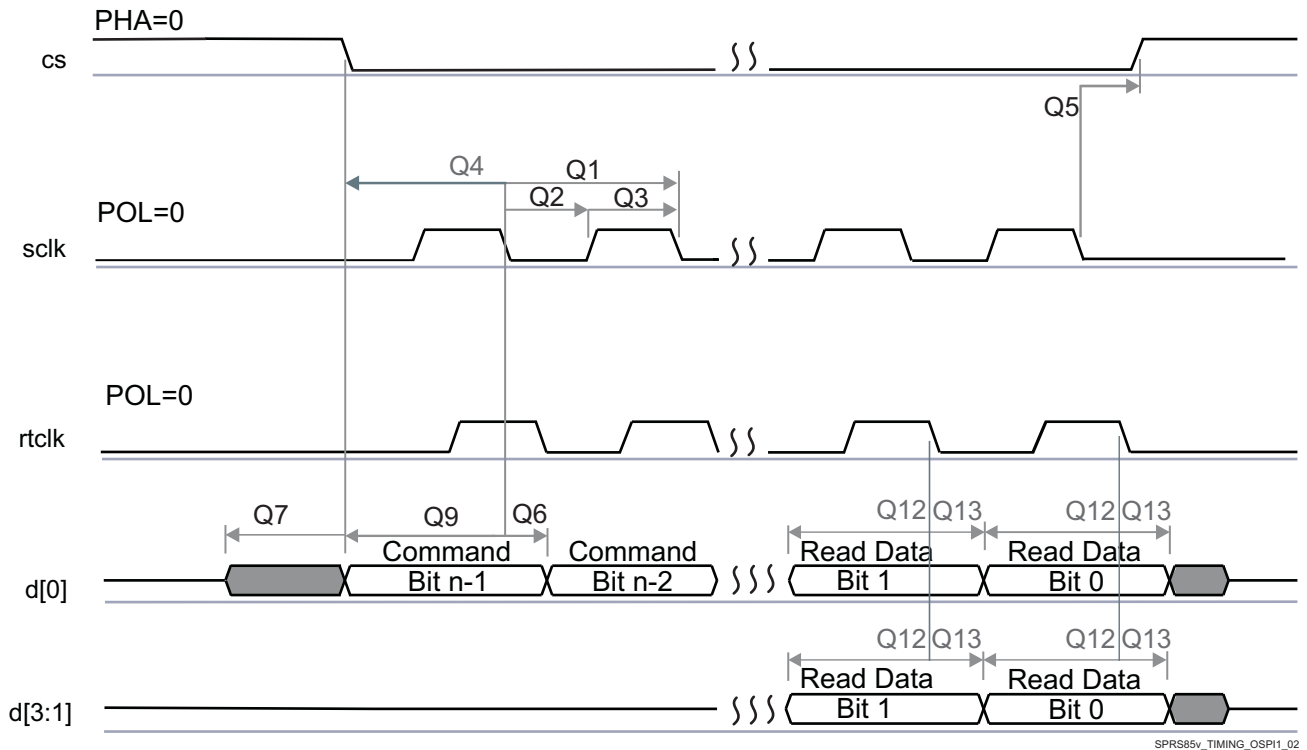 PHA=0
cs
Q5
Q4 Q1
Q2 Q3
POL=0
sclk
POL=0
rtclk
Q7 Q9 Q6 Q12 Q13 Q12 Q13
Command Command Read Data Read Data
d[0] Bit n-1 Bit n-2 Bit 1 Bit 0
Q12 Q13 Q12 Q13
Read Data Read Data
d[3:1] Bit 1 Bit 0
SPRS85v_TIMING_OSPI1_02